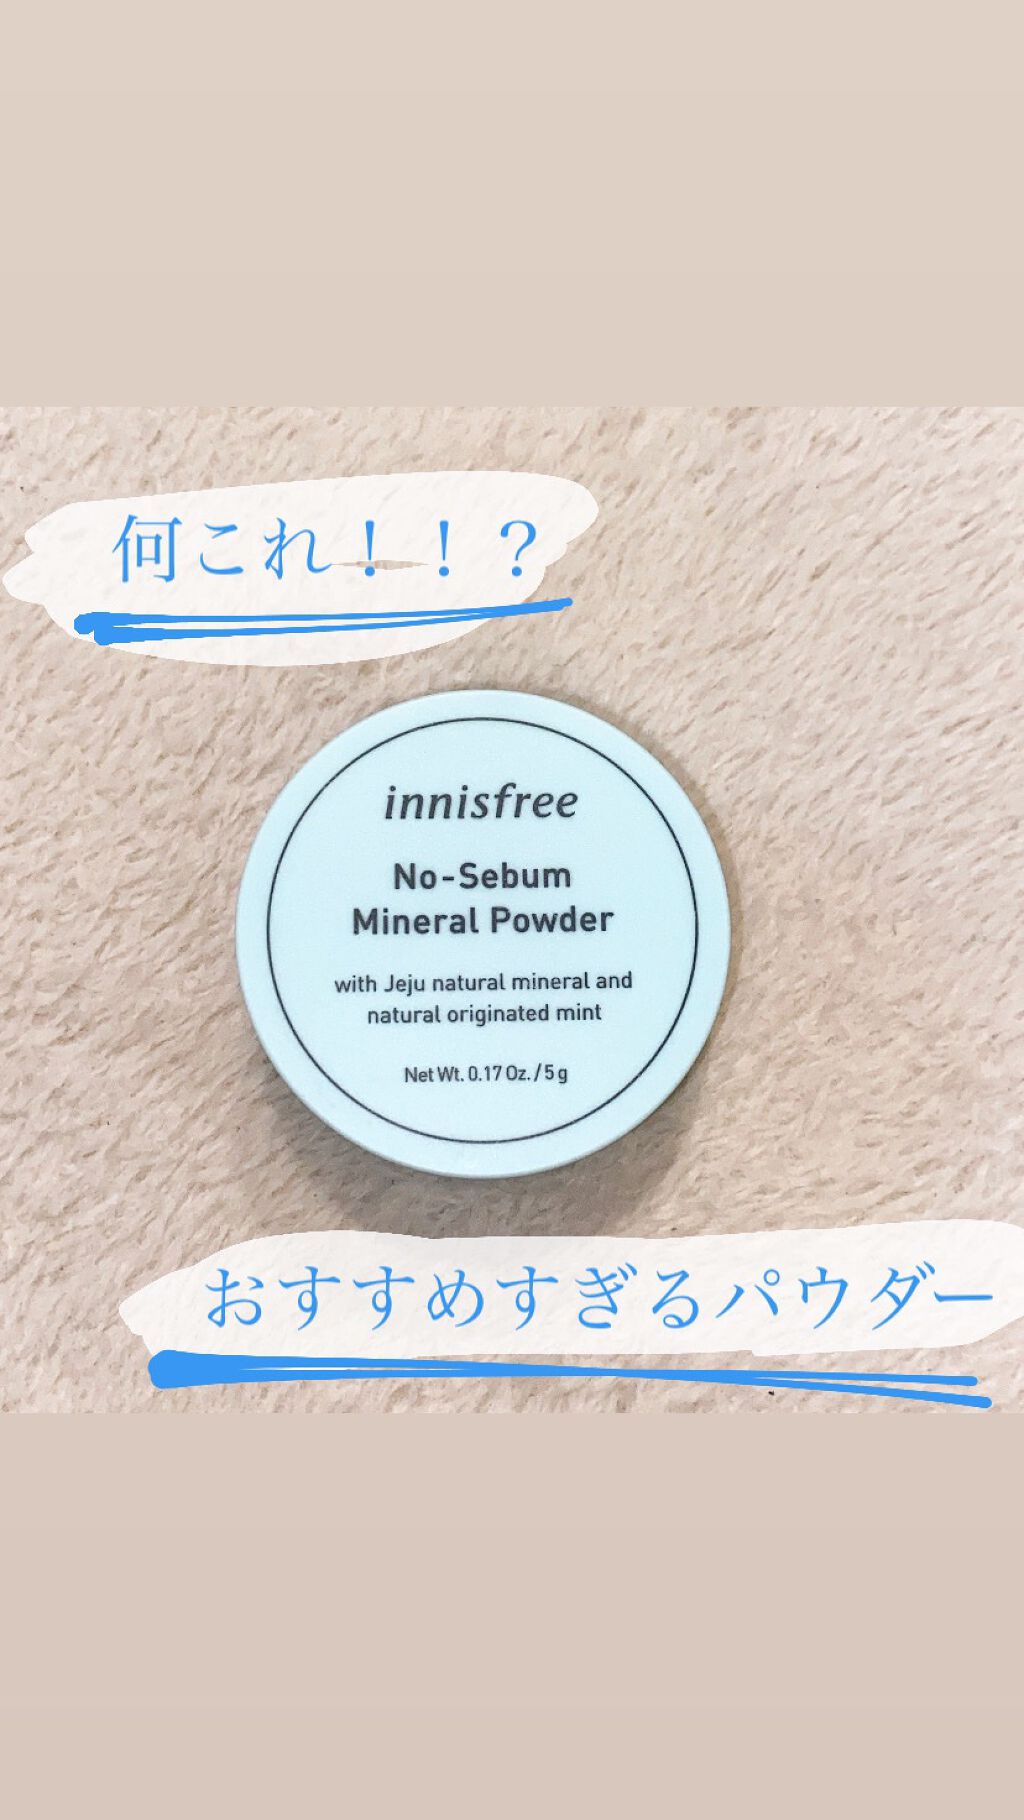 何これ！！？
innisfree
No-Sebum
Mineral Powder
with Jeju natural mineral and
natural originated mint
Net Wt. 0.17 Oz. / 5 g
おすすめすぎるパウダー